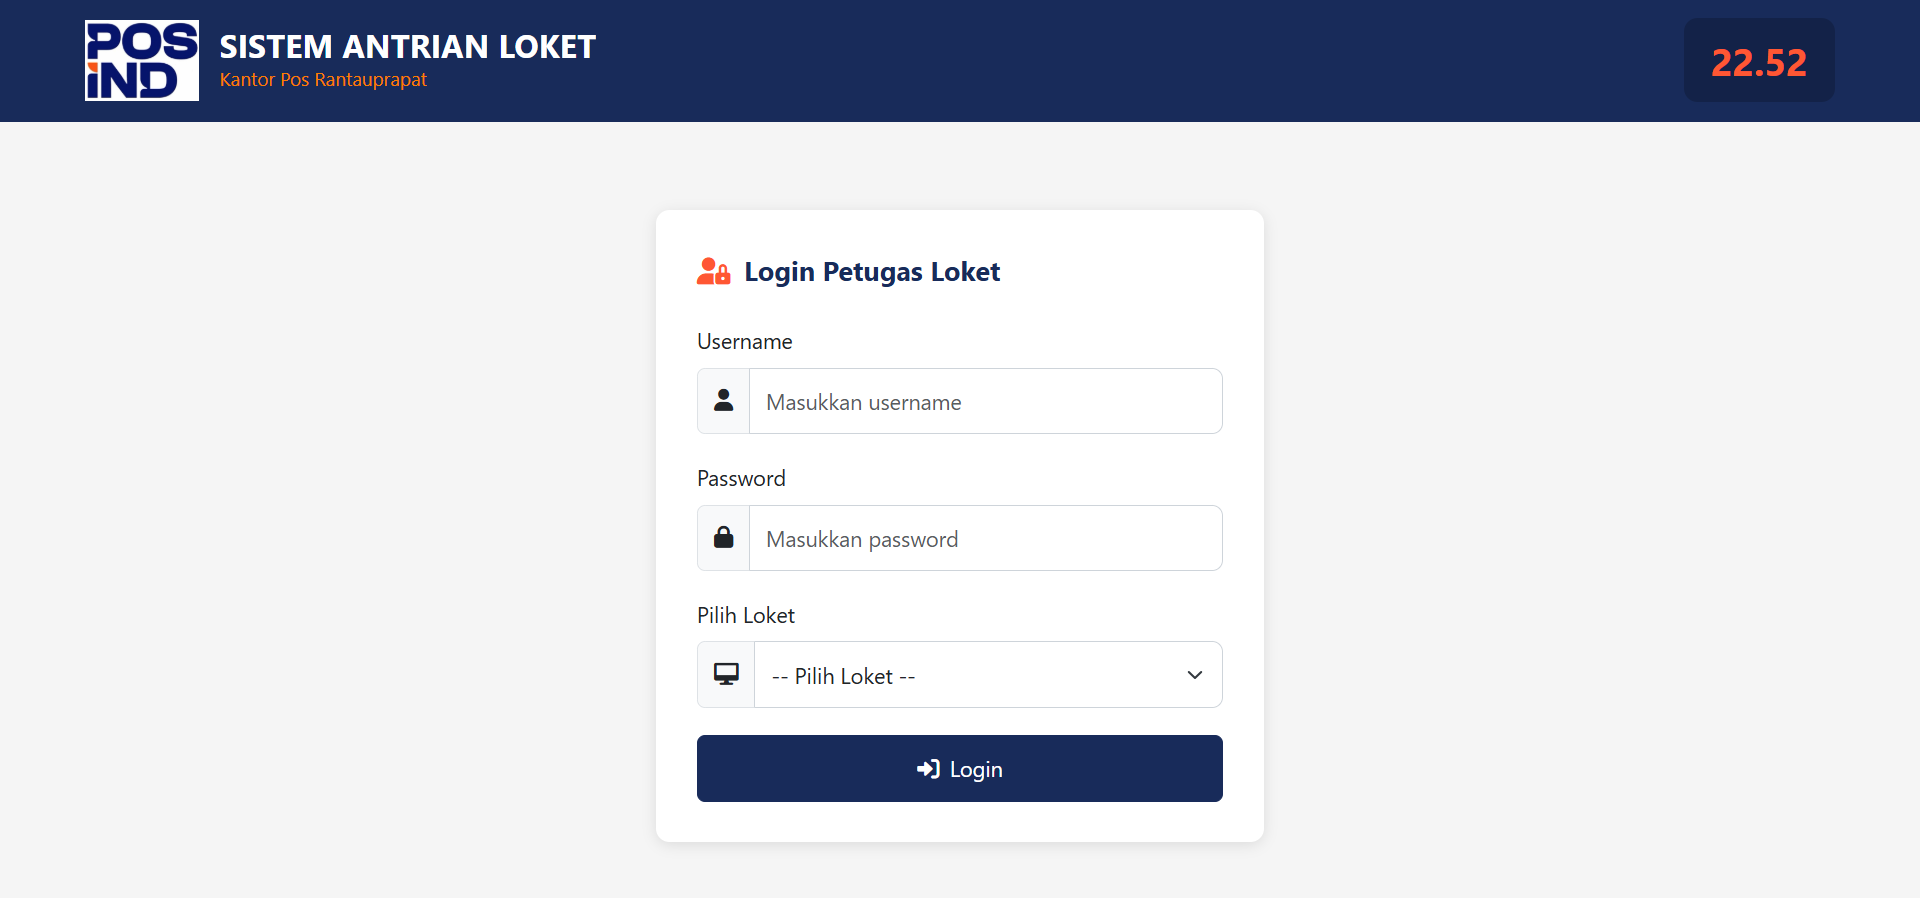 POS
IND
SISTEM ANTRIAN LOKET
Kantor Pos Rantauprapat
22.52
Login Petugas Loket
Username
Masukkan username
Password
Masukkan password
Pilih Loket
-- Pilih Loket --
Login